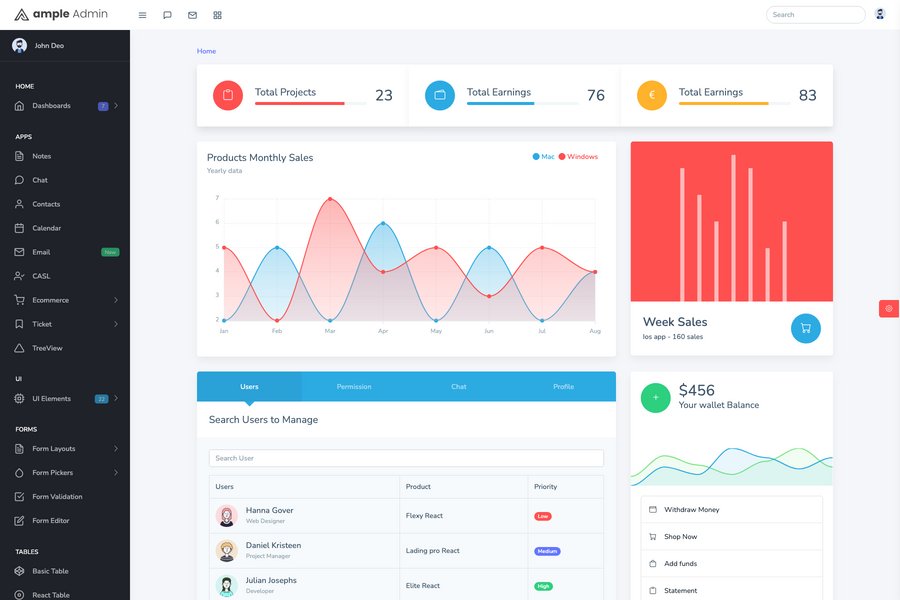 ample Admin
Search
John Deo
HOME
Dashboards 7
APPS
Notes
Chat
Contacts
Calendar
Email New
CASL
Ecommerce
Ticket
TreeView
UI
UI Elements 22
FORMS
Form Layouts
Form Pickers
Form Validation
Form Editor
TABLES
Basic Table
React Table
Home
Total Projects 23
Total Earnings 76
€ Total Earnings 83
Products Monthly Sales
Mac Windows
Yearly data
7
6
5
4
3
2
Jan Feb Mar Apr May Jun Jul Aug
Week Sales
Ios app - 160 sales
Users Permission Chat Profile
Search Users to Manage
Search User
Users Product Priority
Hanna Gover
Web Designer
Flexy React
Low
Daniel Kristeen
Project Manager
Lading pro React
Medium
Julian Josephs
Developer
Elite React
High
$456
Your wallet Balance
Withdraw Money
Shop Now
Add funds
Statement